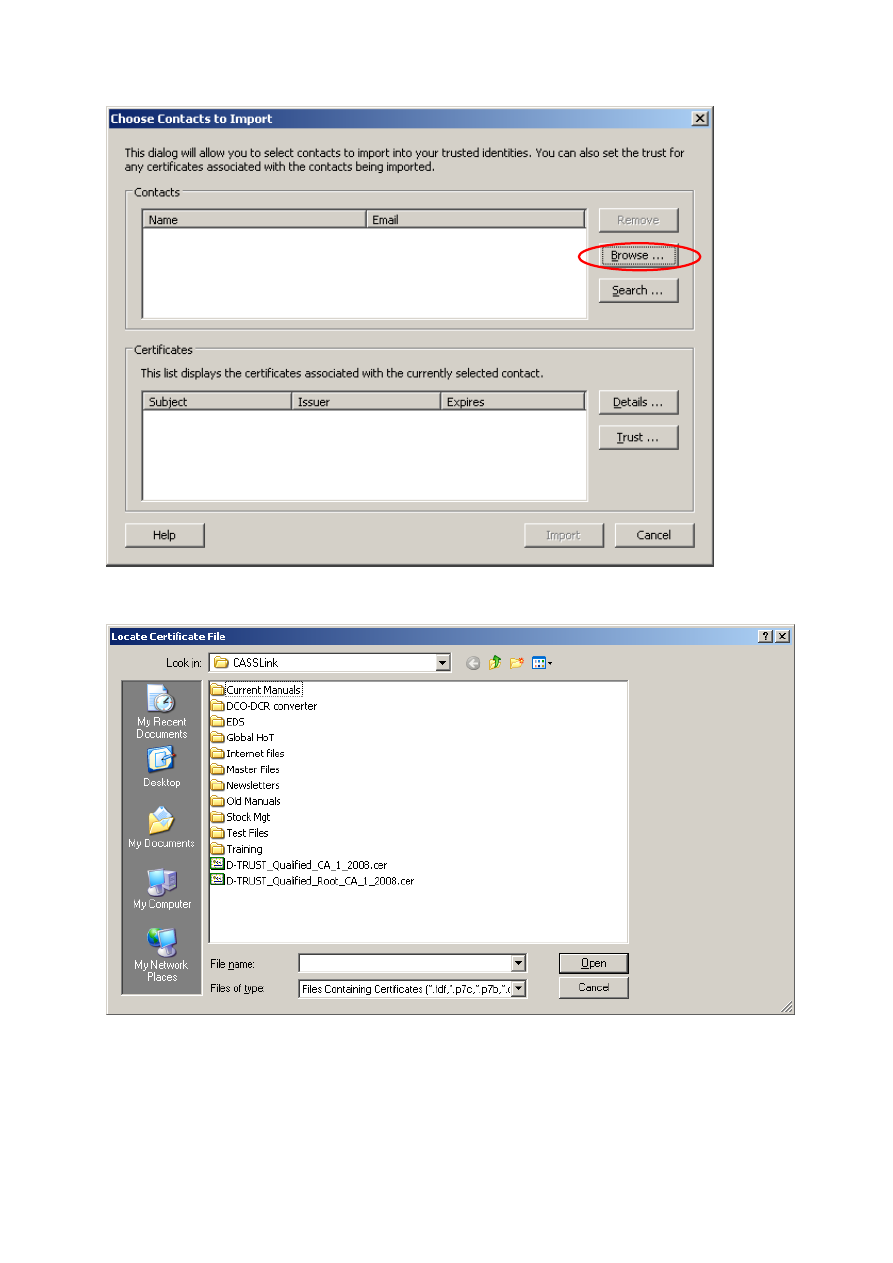 Choose Contacts to Import
This dialog will allow you to select contacts to import into your trusted identities. You can also set the trust for
any certificates associated with the contacts being imported.
Contacts
Name Email
Remove
Browse ...
Search ...
Certificates
This list displays the certificates associated with the currently selected contact.
Subject Issuer Expires
Details ...
Trust ...
Help Import Cancel
Locate Certificate File
Look in: CASSLink
My Recent
Documents
Desktop
My Documents
My Computer
My Network
Places
Current Manuals
DCO-DCR converter
EDS
Global HoT
Internet files
Master Files
Newsletters
Old Manuals
Stock Mgt
Test Files
Training
D-TRUST_Qualified_CA_1_2008.cer
D-TRUST_Qualified_Root_CA_1_2008.cer
File name: Open
Files of type: Files Containing Certificates (*.fdf,*.p7c,*.p7b,*.c Cancel